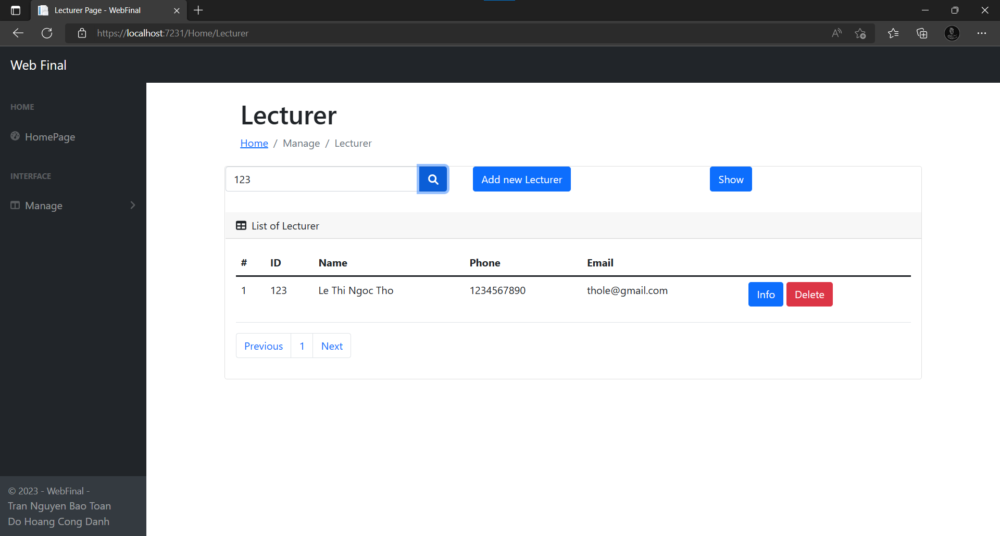 Lecturer Page - WebFinal
https://localhost:7231/Home/Lecturer
Web Final
HOME
HomePage
INTERFACE
Manage
Lecturer
Home / Manage / Lecturer
123
Add new Lecturer
Show
List of Lecturer
# ID Name Phone Email
1 123 Le Thi Ngoc Tho 1234567890 thole@gmail.com Info Delete
Previous 1 Next
© 2023 - WebFinal -
Tran Nguyen Bao Toan
Do Hoang Cong Danh